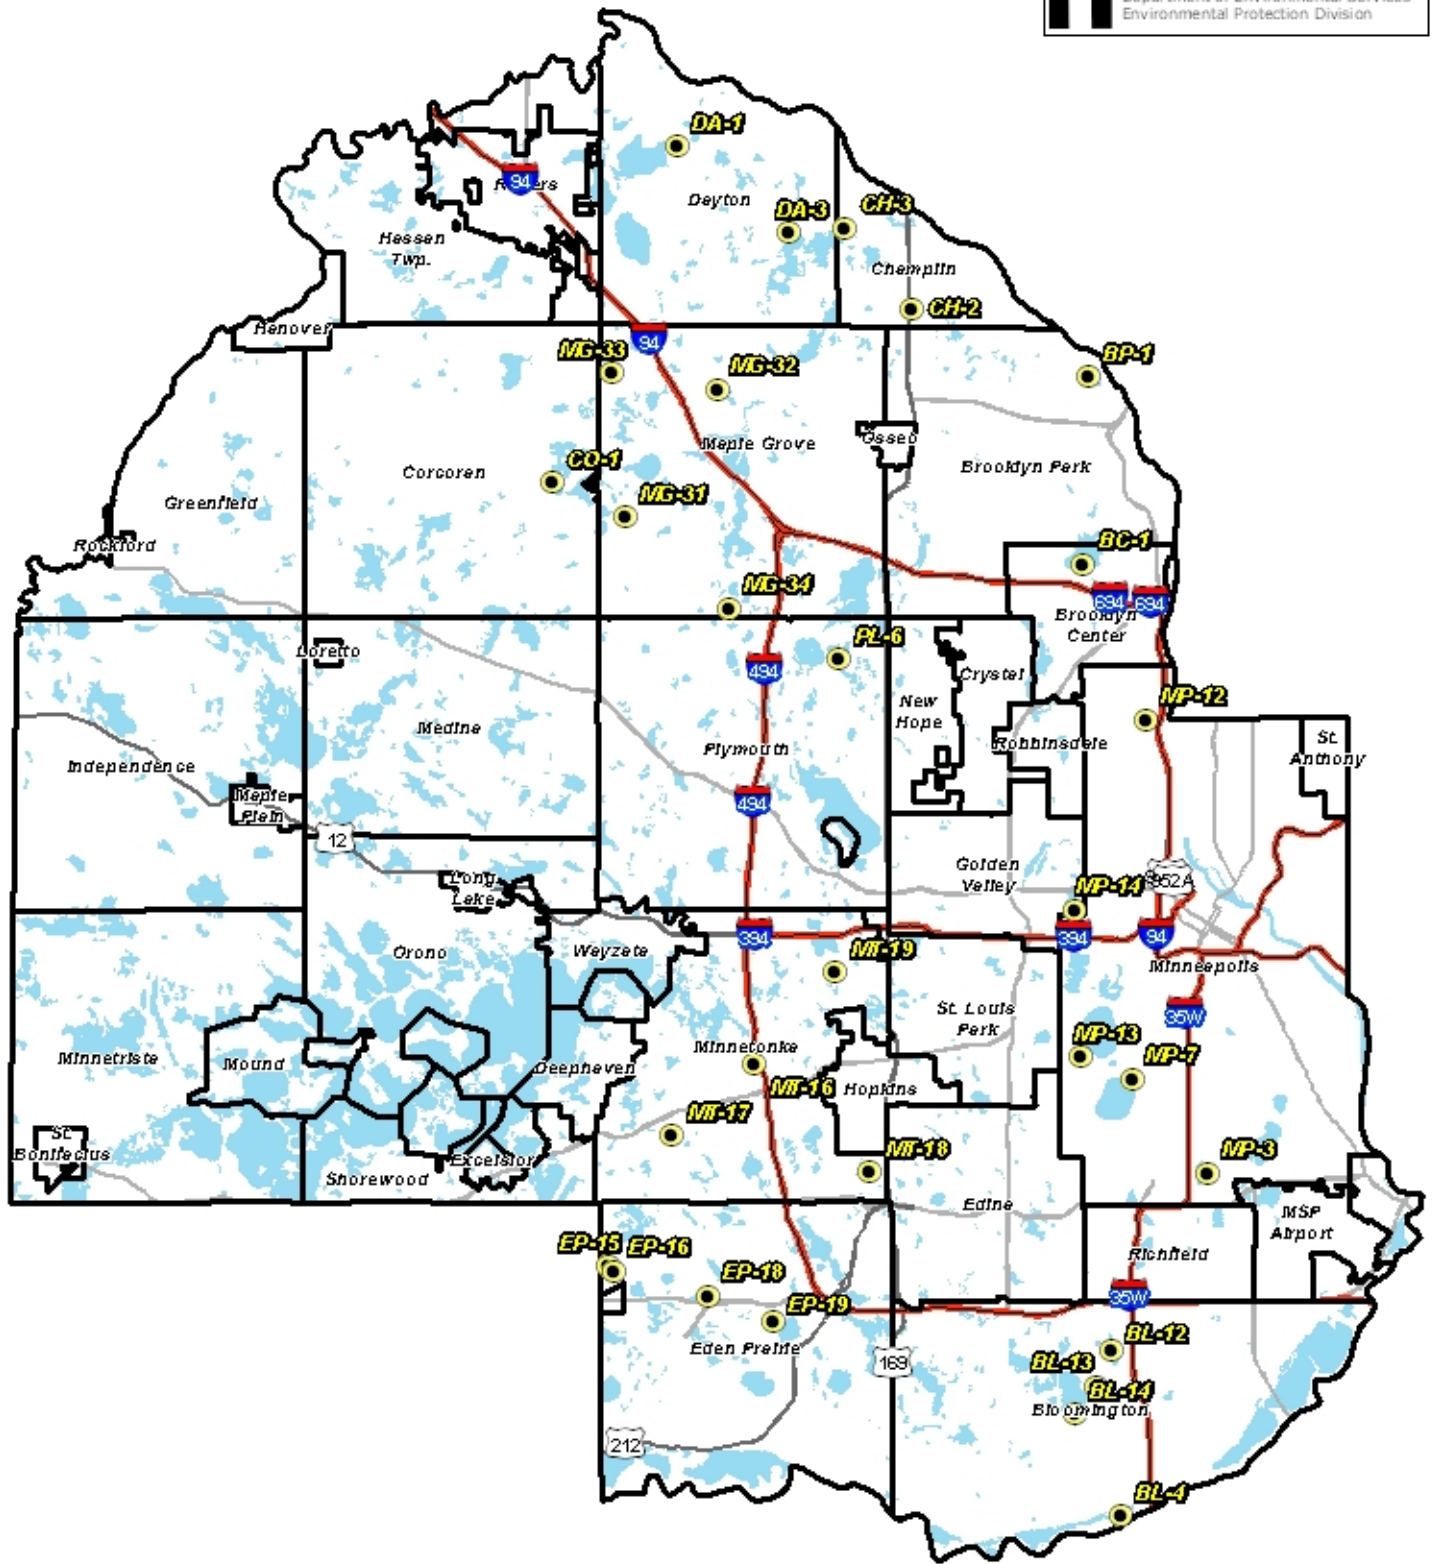 Environmental Protection Division
DA-1
94
Dayton
DA-3
CH-3
Hassan
Twp.
Champlin
CH-2
Hanover
94
MG-33
MG-32
BP-1
Maple Grove
Osseo
Corcoran
CO-1
Brooklyn Park
Greenfield
MG-31
Rockford
BC-1
MG-34
694
694
Brooklyn
Center
Loretto
PL-6
494
Crystal
New
Hope
MP-12
Medina
Plymouth
Robbinsdale
St.
Anthony
Independence
Maple
Plain
494
12
Golden
Valley
Long
Lake
952A
MP-14
394
394
94
Orono
Wayzata
MT-19
Minneapolis
St. Louis
Park
35W
Minnetrista
Mound
Deephaven
Minnetonka
MT-16
Hopkins
MP-13
MP-7
MT-17
St.
Bonifacius
Excelsior
Shorewood
MT-18
MP-3
Edina
MSP
Airport
EP-15
EP-16
Richfield
EP-18
EP-19
35W
Eden Prairie
169
BL-12
BL-13
BL-14
Bloomington
212
BL-4